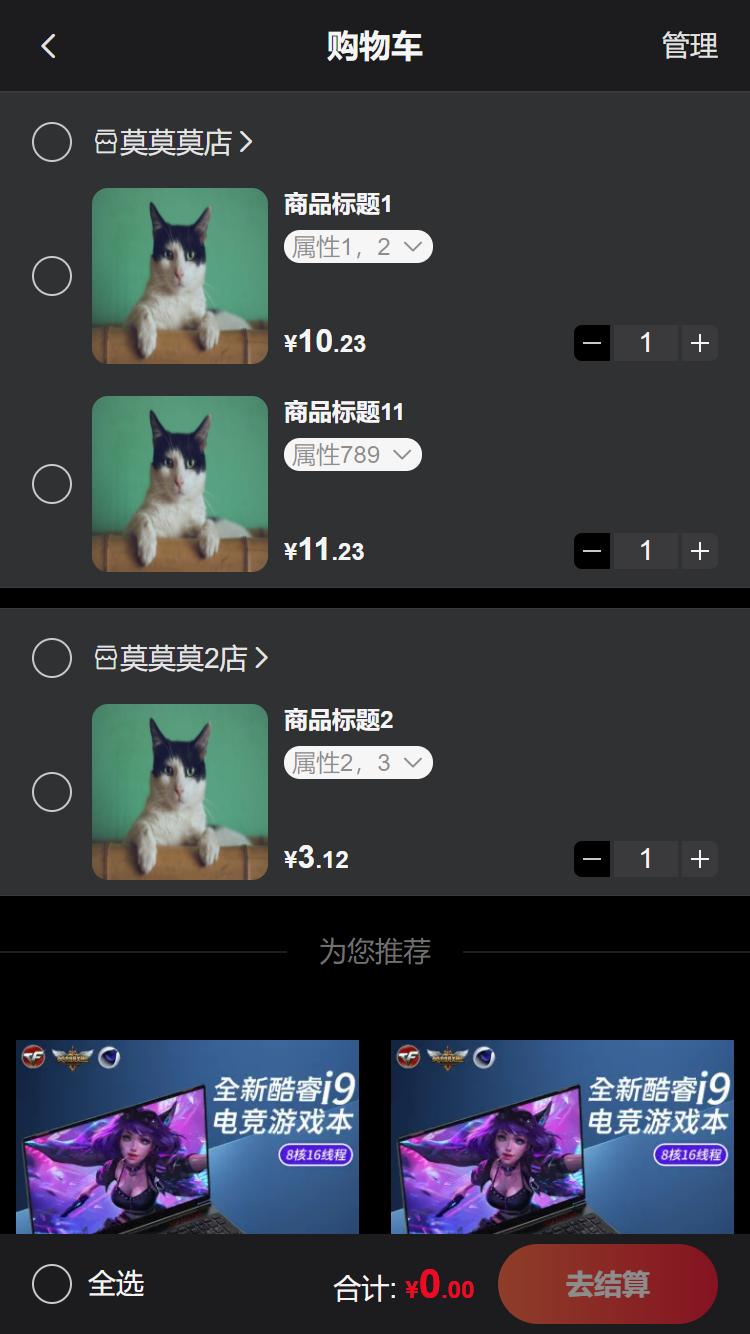 购物车
管理
莫莫莫店
商品标题1
属性1，2
¥10.23
1
商品标题11
属性789
¥11.23
1
莫莫莫2店
商品标题2
属性2，3
¥3.12
1
为您推荐
全新酷睿i9
电竞游戏本
8核16线程
全新酷睿i9
电竞游戏本
8核16线程
全选
合计: ¥0.00
去结算